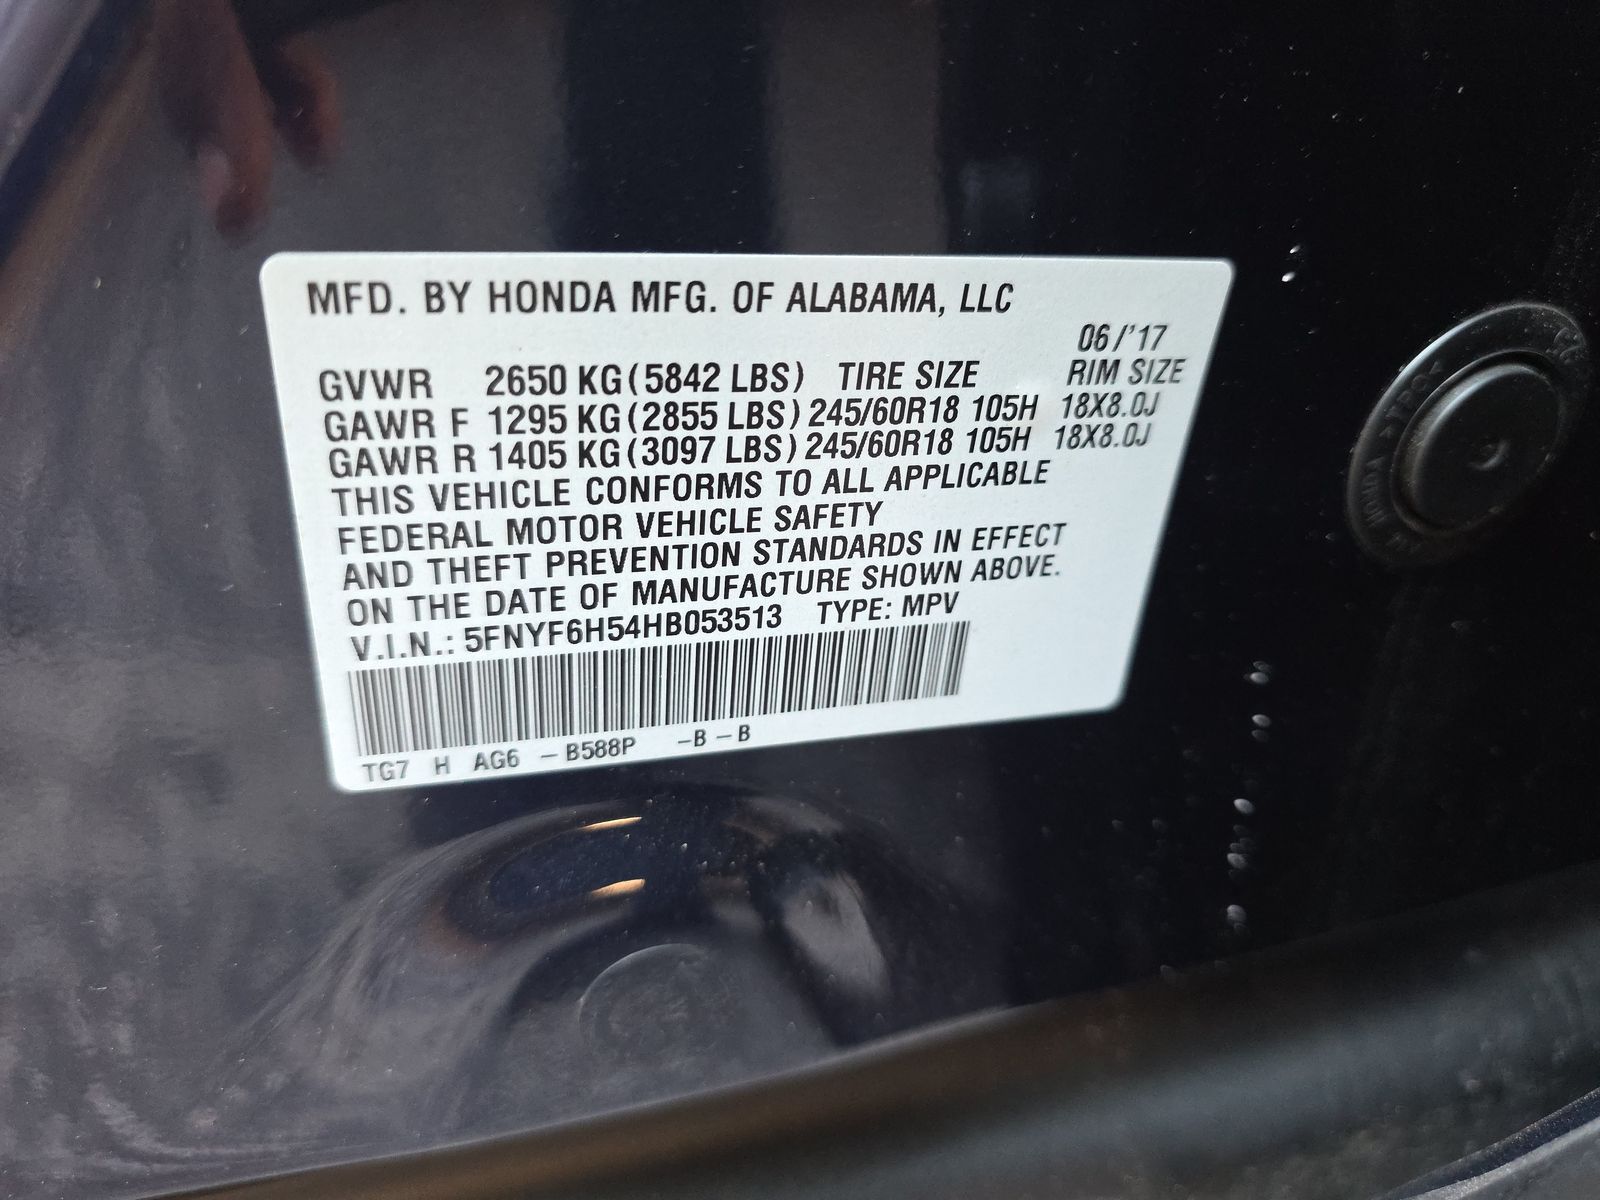 MFD. BY HONDA MFG. OF ALABAMA, LLC
06/'17
GVWR 2650 KG (5842 LBS) TIRE SIZE RIM SIZE
GAWR F 1295 KG (2855 LBS) 245/60R18 105H 18X8.0J
GAWR R 1405 KG (3097 LBS) 245/60R18 105H 18X8.0J
THIS VEHICLE CONFORMS TO ALL APPLICABLE
FEDERAL MOTOR VEHICLE SAFETY
AND THEFT PREVENTION STANDARDS IN EFFECT
ON THE DATE OF MANUFACTURE SHOWN ABOVE.
V.I.N.: 5FNYF6H54HB053513 TYPE: MPV
TG7 H AG6 - B588P -B - B
HONDA >TPO<